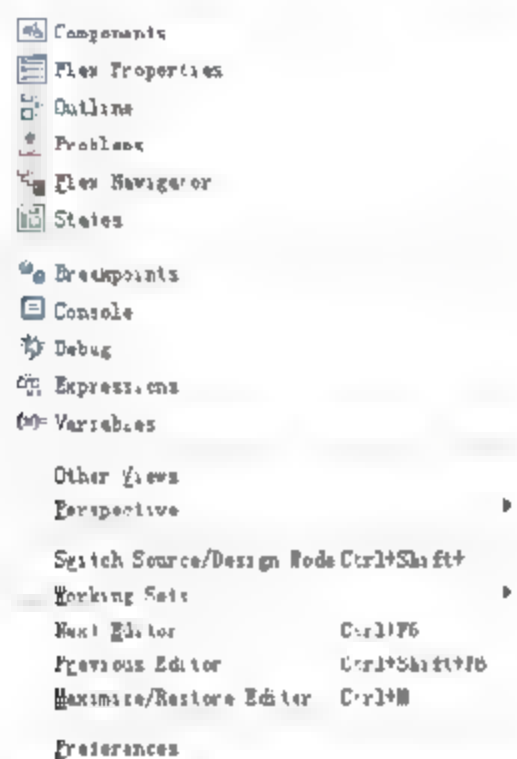 Components
Flex Properties
Outline
Problems
Flex Navigator
States
Breakpoints
Console
Debug
Expressions
(x)= Variables
Other Views
Perspective
Switch Source/Design Mode Ctrl+Shift+
Working Sets
Next Editor Ctrl+F6
Previous Editor Ctrl+Shift+F6
Maximize/Restore Editor Ctrl+M
Preferences